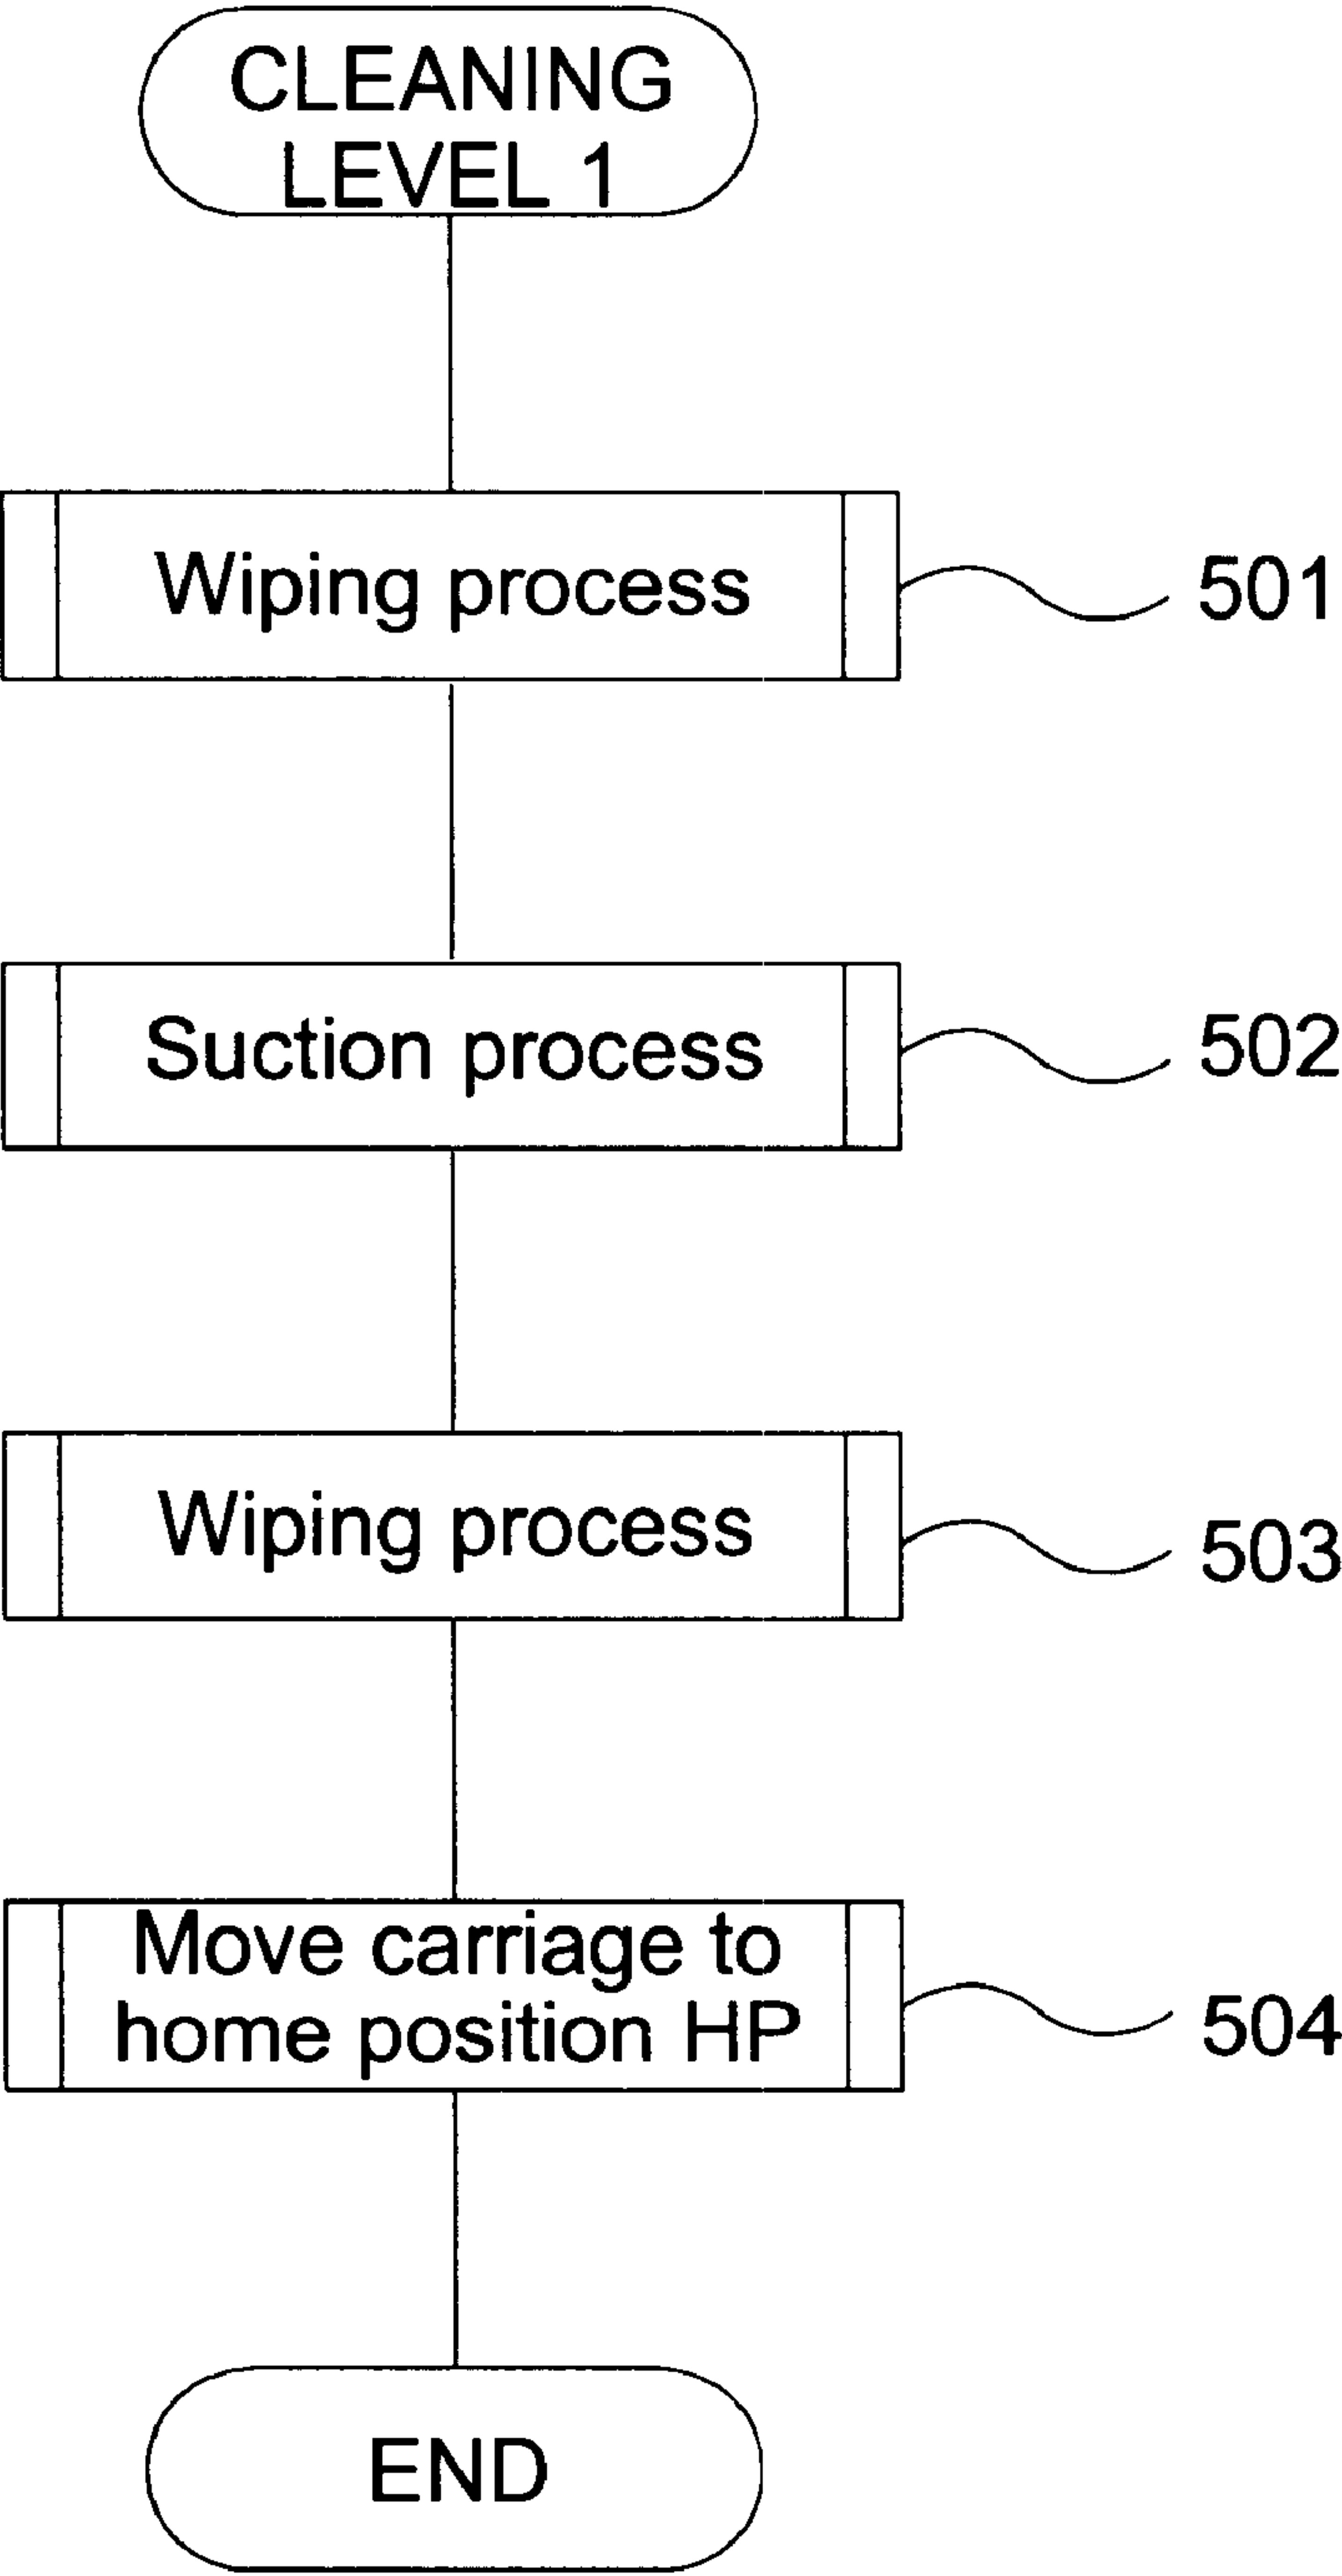 CLEANING
LEVEL 1
Wiping process
501
Suction process
502
Wiping process
503
Move carriage to
home position HP
504
END